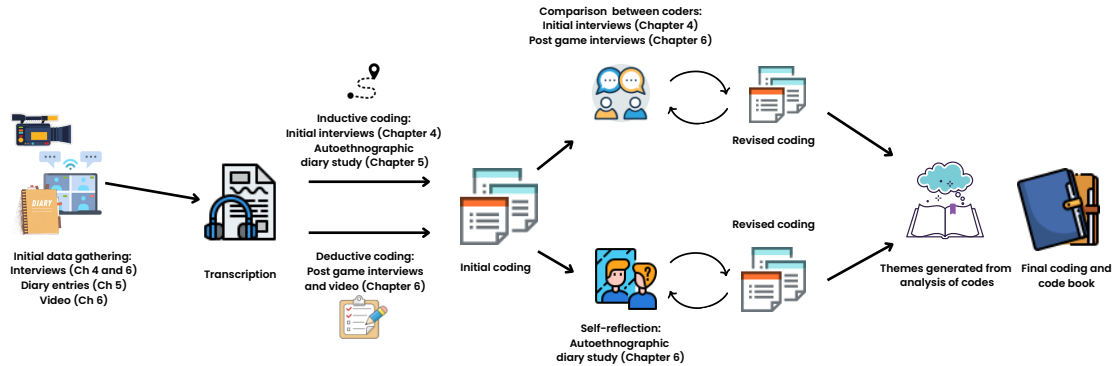 Comparison between coders:
Initial interviews (Chapter 4)
Post game interviews (Chapter 6)
Inductive coding:
Initial interviews (Chapter 4)
Autoethnographic
diary study (Chapter 5)
Revised coding
DIARY
Initial data gathering:
Interviews (Ch 4 and 6)
Diary entries (Ch 5)
Video (Ch 6)
Transcription
Deductive coding:
Post game interviews
and video (Chapter 6)
Initial coding
Revised coding
Self-reflection:
Autoethnographic
diary study (Chapter 6)
Themes generated from
analysis of codes
Final coding and
code book